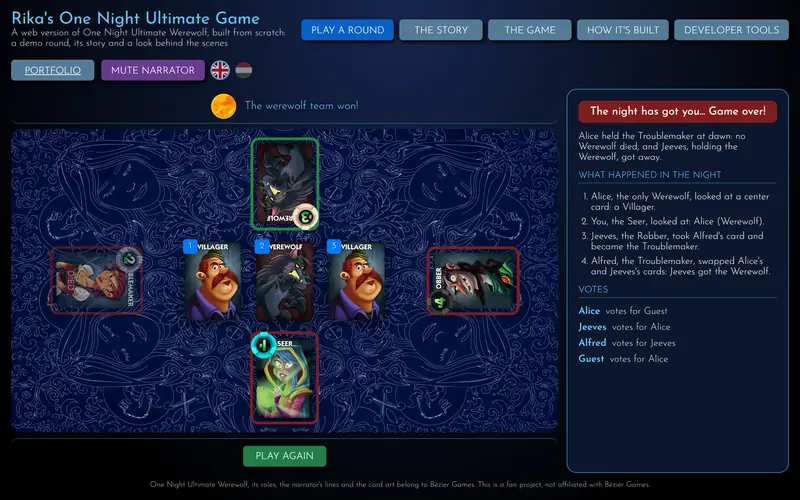 Rika's One Night Ultimate Game
A web version of One Night Ultimate Werewolf, built from scratch:
a demo round, its story and a look behind the scenes
PLAY A ROUND
THE STORY
THE GAME
HOW IT'S BUILT
DEVELOPER TOOLS
PORTFOLIO
MUTE NARRATOR
The werewolf team won!
EREWOLF
3
1
VILLAGER
2
WEREWOLF
3
VILLAGER
DIED
2
BLEMAKER
OBBER
4
1
SEER
PLAY AGAIN
The night has got you... Game over!
Alice held the Troublemaker at dawn: no
Werewolf died, and Jeeves, holding the
Werewolf, got away.
WHAT HAPPENED IN THE NIGHT
1. Alice, the only Werewolf, looked at a center
card: a Villager.
2. You, the Seer, looked at: Alice (Werewolf).
3. Jeeves, the Robber, took Alfred's card and
became the Troublemaker.
4. Alfred, the Troublemaker, swapped Alice's
and Jeeves's cards: Jeeves got the Werewolf.
VOTES
Alice votes for Guest
Jeeves votes for Alice
Alfred votes for Jeeves
Guest votes for Alice
One Night Ultimate Werewolf, its roles, the narrator's lines and the card art belong to Bézier Games. This is a fan project, not affiliated with Bézier Games.